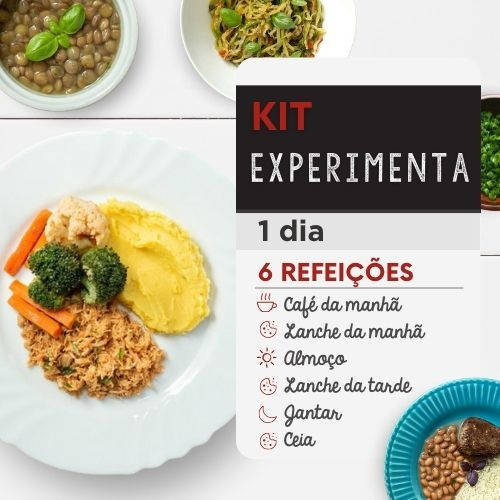 KIT
EXPERIMENTA
1 dia
6 REFEIÇÕES
Café da manhã
Lanche da manhã
Almoço
Lanche da tarde
Jantar
Ceia